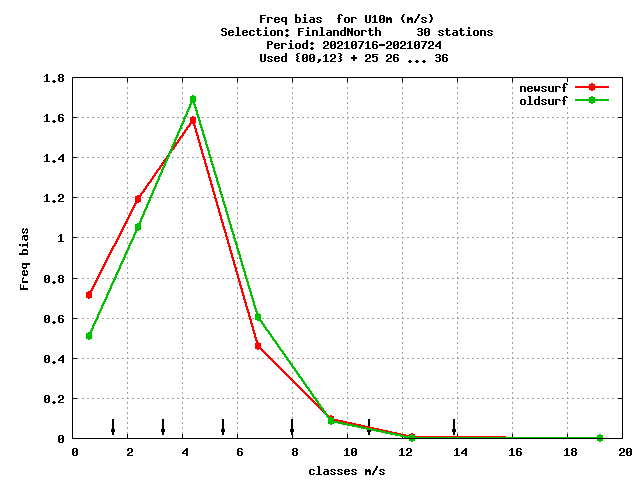 Freq bias  for U10m (m/s)
Selection: FinlandNorth     30 stations
Period: 20210716-20210724
Used {00,12} + 25 26 ... 36
newsurf
oldsurf
1.8
1.6
1.4
1.2
1
0.8
0.6
0.4
0.2
0
Freq bias
0 2 4 6 8 10 12 14 16 18 20
classes m/s